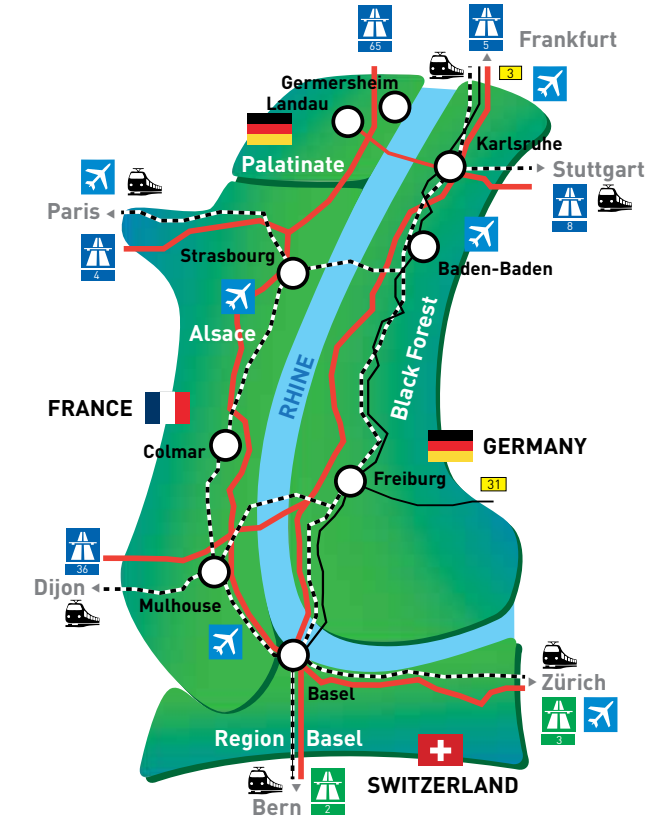 65
5
Frankfurt
3
Germersheim
Landau
Karlsruhe
Palatinate
Stuttgart
8
Paris
4
Strasbourg
Baden-Baden
Alsace
Black Forest
RHINE
FRANCE
GERMANY
Colmar
Freiburg
31
36
Dijon
Mulhouse
Zürich
Basel
3
Region Basel
SWITZERLAND
Bern
2